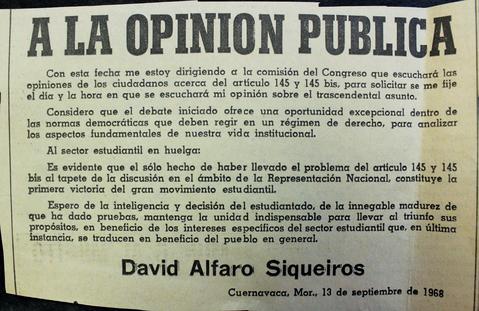 A LA OPINION PUBLICA
Con esta fecha me estoy dirigiendo a la comisión del Congreso que escuchará las
opiniones de los ciudadanos acerca del artículo 145 y 145 bis, para solicitar se me fije
el día y la hora en que se escuchará mi opinión sobre el trascendental asunto.
Considero que el debate iniciado ofrece una oportunidad excepcional dentro de
las normas democráticas que deben regir en un régimen de derecho, para analizar
los aspectos fundamentales de nuestra vida institucional.
Al sector estudiantil en huelga:
Es evidente que el sólo hecho de haber llevado el problema del artículo 145 y 145
bis al tapete de la discusión en el ámbito de la Representación Nacional, constituye la
primera victoria del gran movimiento estudiantil.
Espero de la inteligencia y decisión del estudiantado, de la innegable madurez de
que ha dado pruebas, mantenga la unidad indispensable para llevar al triunfo sus
propósitos, en beneficio de los intereses específicos del sector estudiantil que, en última
instancia, se traducen en beneficio del pueblo en general.
David Alfaro Siqueiros
Cuernavaca, Mor., 13 de septiembre de 1968